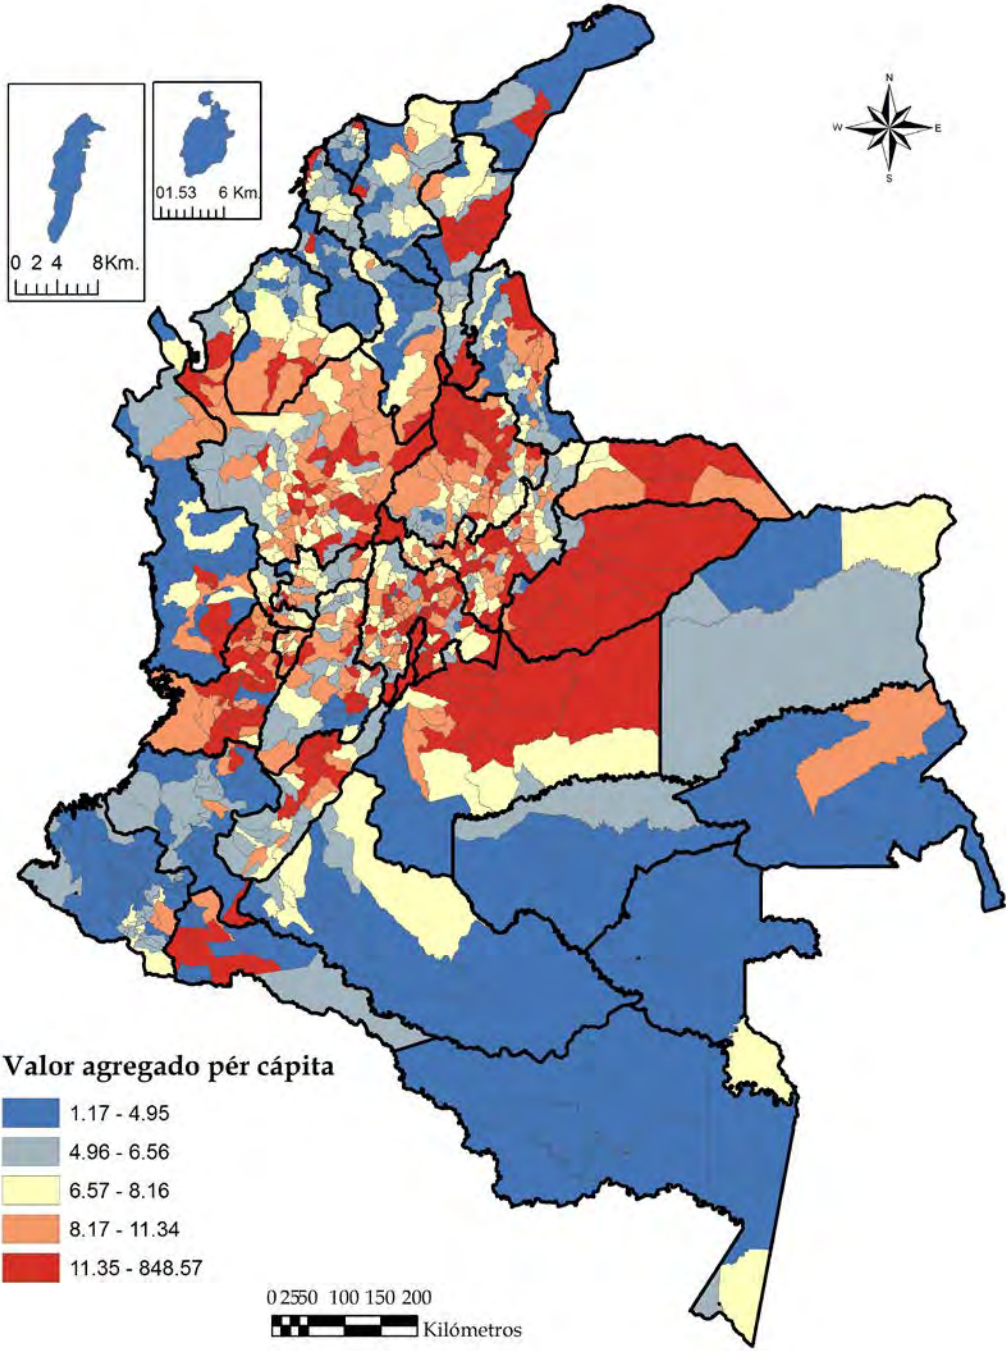 N
W E
S
01.53 6 Km.
0 2 4 8Km.
Valor agregado pér cápita
1.17 - 4.95
4.96 - 6.56
6.57 - 8.16
8.17 - 11.34
11.35 - 848.57
0 2550 100 150 200
Kilómetros